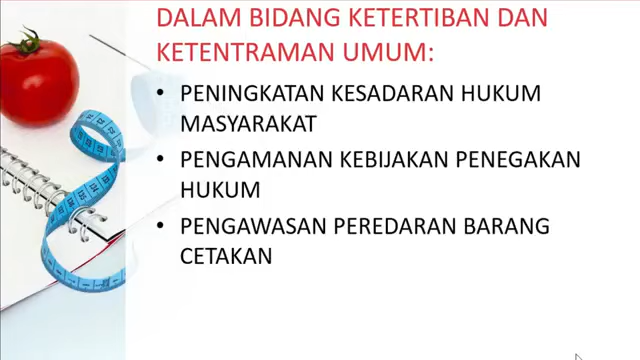 DALAM BIDANG KETERTIBAN DAN
KETENTRAMAN UMUM:
• PENINGKATAN KESADARAN HUKUM
MASYARAKAT
• PENGAMANAN KEBIJAKAN PENEGAKAN
HUKUM
• PENGAWASAN PEREDARAN BARANG
CETAKAN